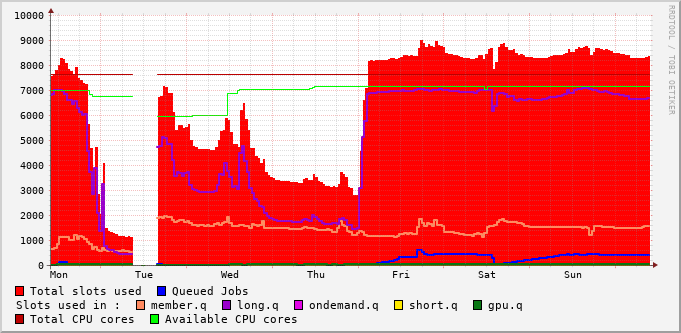 10000
9000
8000
7000
6000
5000
4000
3000
2000
1000
0
Mon Tue Wed Thu Fri Sat Sun
Total slots used Queued Jobs
Slots used in : member.q long.q ondemand.q short.q gpu.q
Total CPU cores Available CPU cores
RRDTOOL / TOBI OETIKER